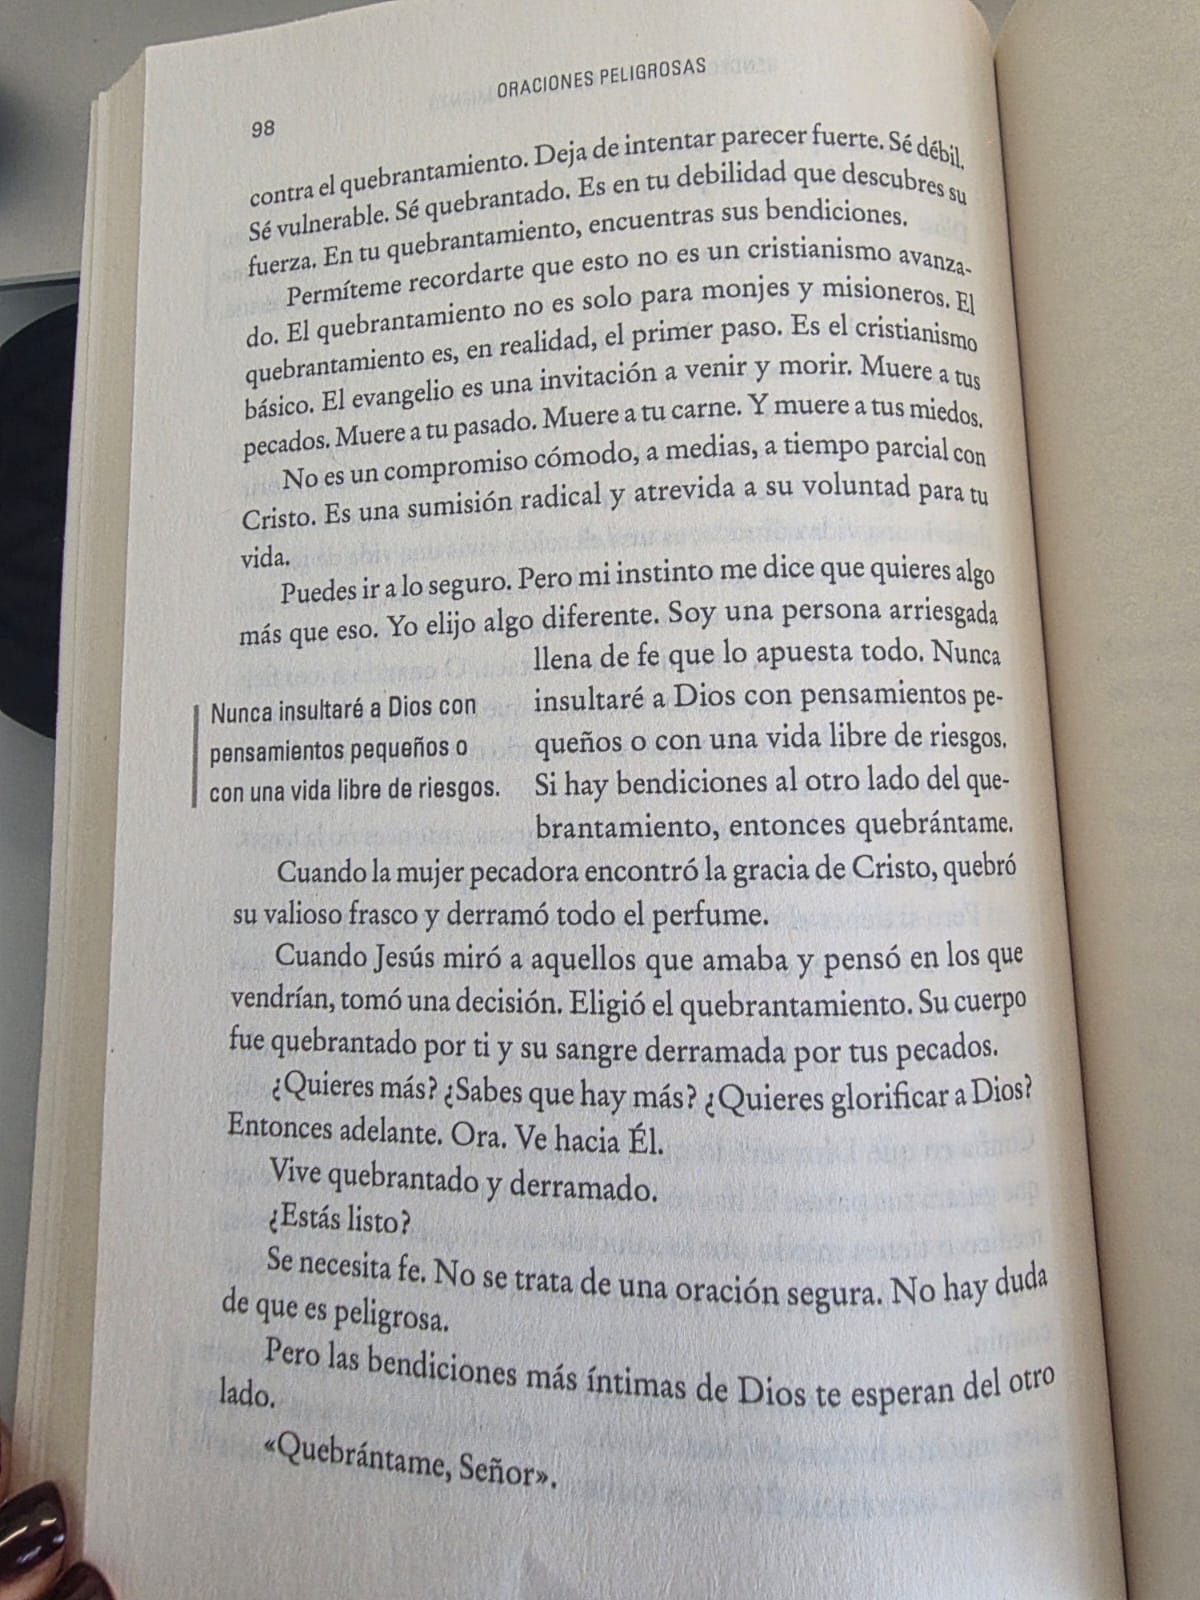 ORACIONES PELIGROSAS
98
contra el quebrantamiento. Deja de intentar parecer fuerte. Sé débil.
Sé vulnerable. Sé quebrantado. Es en tu debilidad que descubres su
fuerza. En tu quebrantamiento, encuentras sus bendiciones.
Permíteme recordarte que esto no es un cristianismo avanza-
do. El quebrantamiento no es solo para monjes y misioneros. El
quebrantamiento es, en realidad, el primer paso. Es el cristianismo
básico. El evangelio es una invitación a venir y morir. Muere a tus
pecados. Muere a tu pasado. Muere a tu carne. Y muere a tus miedos.
No es un compromiso cómodo, a medias, a tiempo parcial con
Cristo. Es una sumisión radical y atrevida a su voluntad para tu
vida.
Puedes ir a lo seguro. Pero mi instinto me dice que quieres algo
más que eso. Yo elijo algo diferente. Soy una persona arriesgada
llena de fe que lo apuesta todo. Nunca
insultaré a Dios con pensamientos pe-
queños o con una vida libre de riesgos.
Si hay bendiciones al otro lado del que-
brantamiento, entonces quebrántame.
Nunca insultaré a Dios con
pensamientos pequeños o
con una vida libre de riesgos.
Cuando la mujer pecadora encontró la gracia de Cristo, quebró
su valioso frasco y derramó todo el perfume.
Cuando Jesús miró a aquellos que amaba y pensó en los que
vendrían, tomó una decisión. Eligió el quebrantamiento. Su cuerpo
fue quebrantado por ti y su sangre derramada por tus pecados.
¿Quieres más? ¿Sabes que hay más? ¿Quieres glorificar a Dios?
Entonces adelante. Ora. Ve hacia Él.
Vive quebrantado y derramado.
¿Estás listo?
Se necesita fe. No se trata de una oración segura. No hay duda
de que es peligrosa.
Pero las bendiciones más íntimas de Dios te esperan del otro
lado.
«Quebrántame, Señor».